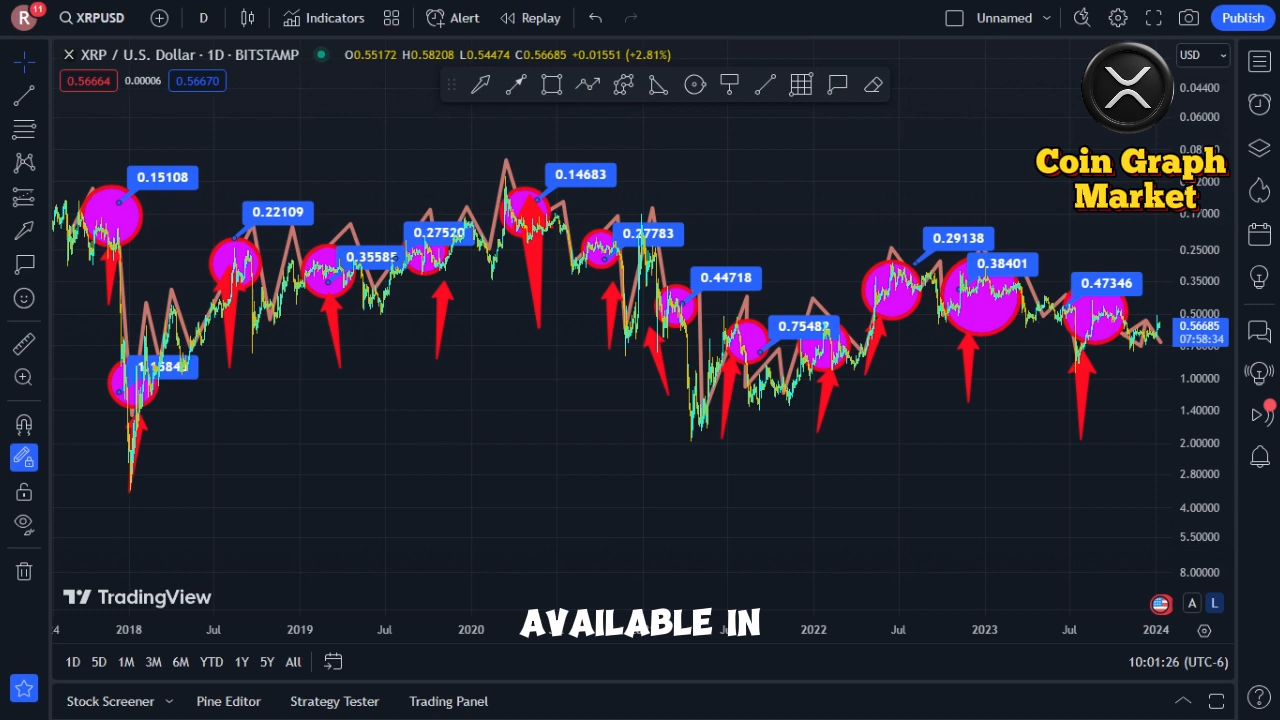 R 11 XRPUSD D Indicators Alert Replay Unnamed Publish
XRP / U.S. Dollar · 1D · BITSTAMP O0.55172 H0.58208 L0.54474 C0.56685 +0.01551 (+2.81%) USD
0.56664 0.00006 0.56670
0.04400
0.06000
Coin Graph
Market
0.15108
0.22109
0.35585
0.27520
0.14683
0.27783
0.44718
0.75482
0.29138
0.38401
0.47346
0.17000
0.25000
0.35000
0.50000
0.56685
07:58:34
1.00000
1.40000
2.00000
2.80000
4.00000
5.50000
8.00000
TradingView
AVAILABLE IN
A L
4 2018 Jul 2019 Jul 2020 2022 Jul 2023 Jul 2024
1D 5D 1M 3M 6M YTD 1Y 5Y All 10:01:26 (UTC-6)
Stock Screener Pine Editor Strategy Tester Trading Panel